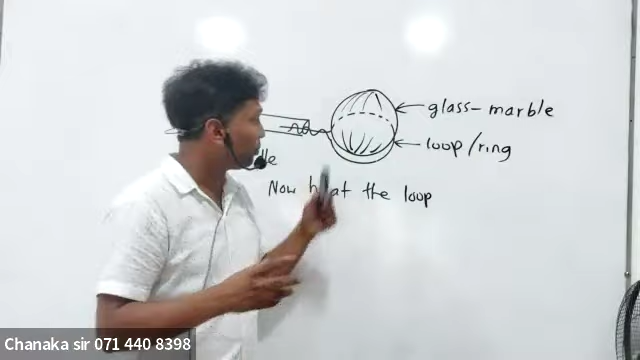 glass-marble
loop/ring
Now heat the loop
Chanaka sir 071 440 8398